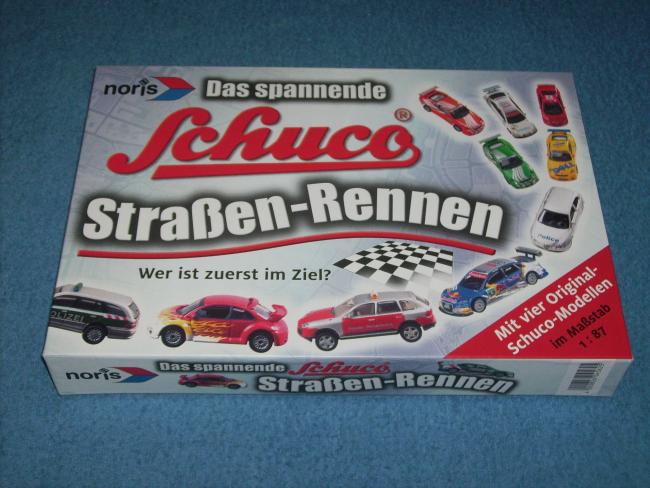 noris
Das spannende
Schuco®
Straßen-Rennen
Wer ist zuerst im Ziel?
Mit vier Original-
Schuco-Modellen
im Maßstab
1:87
POLIZEI
Police
noris
Das spannende
Schuco
Straßen-Rennen